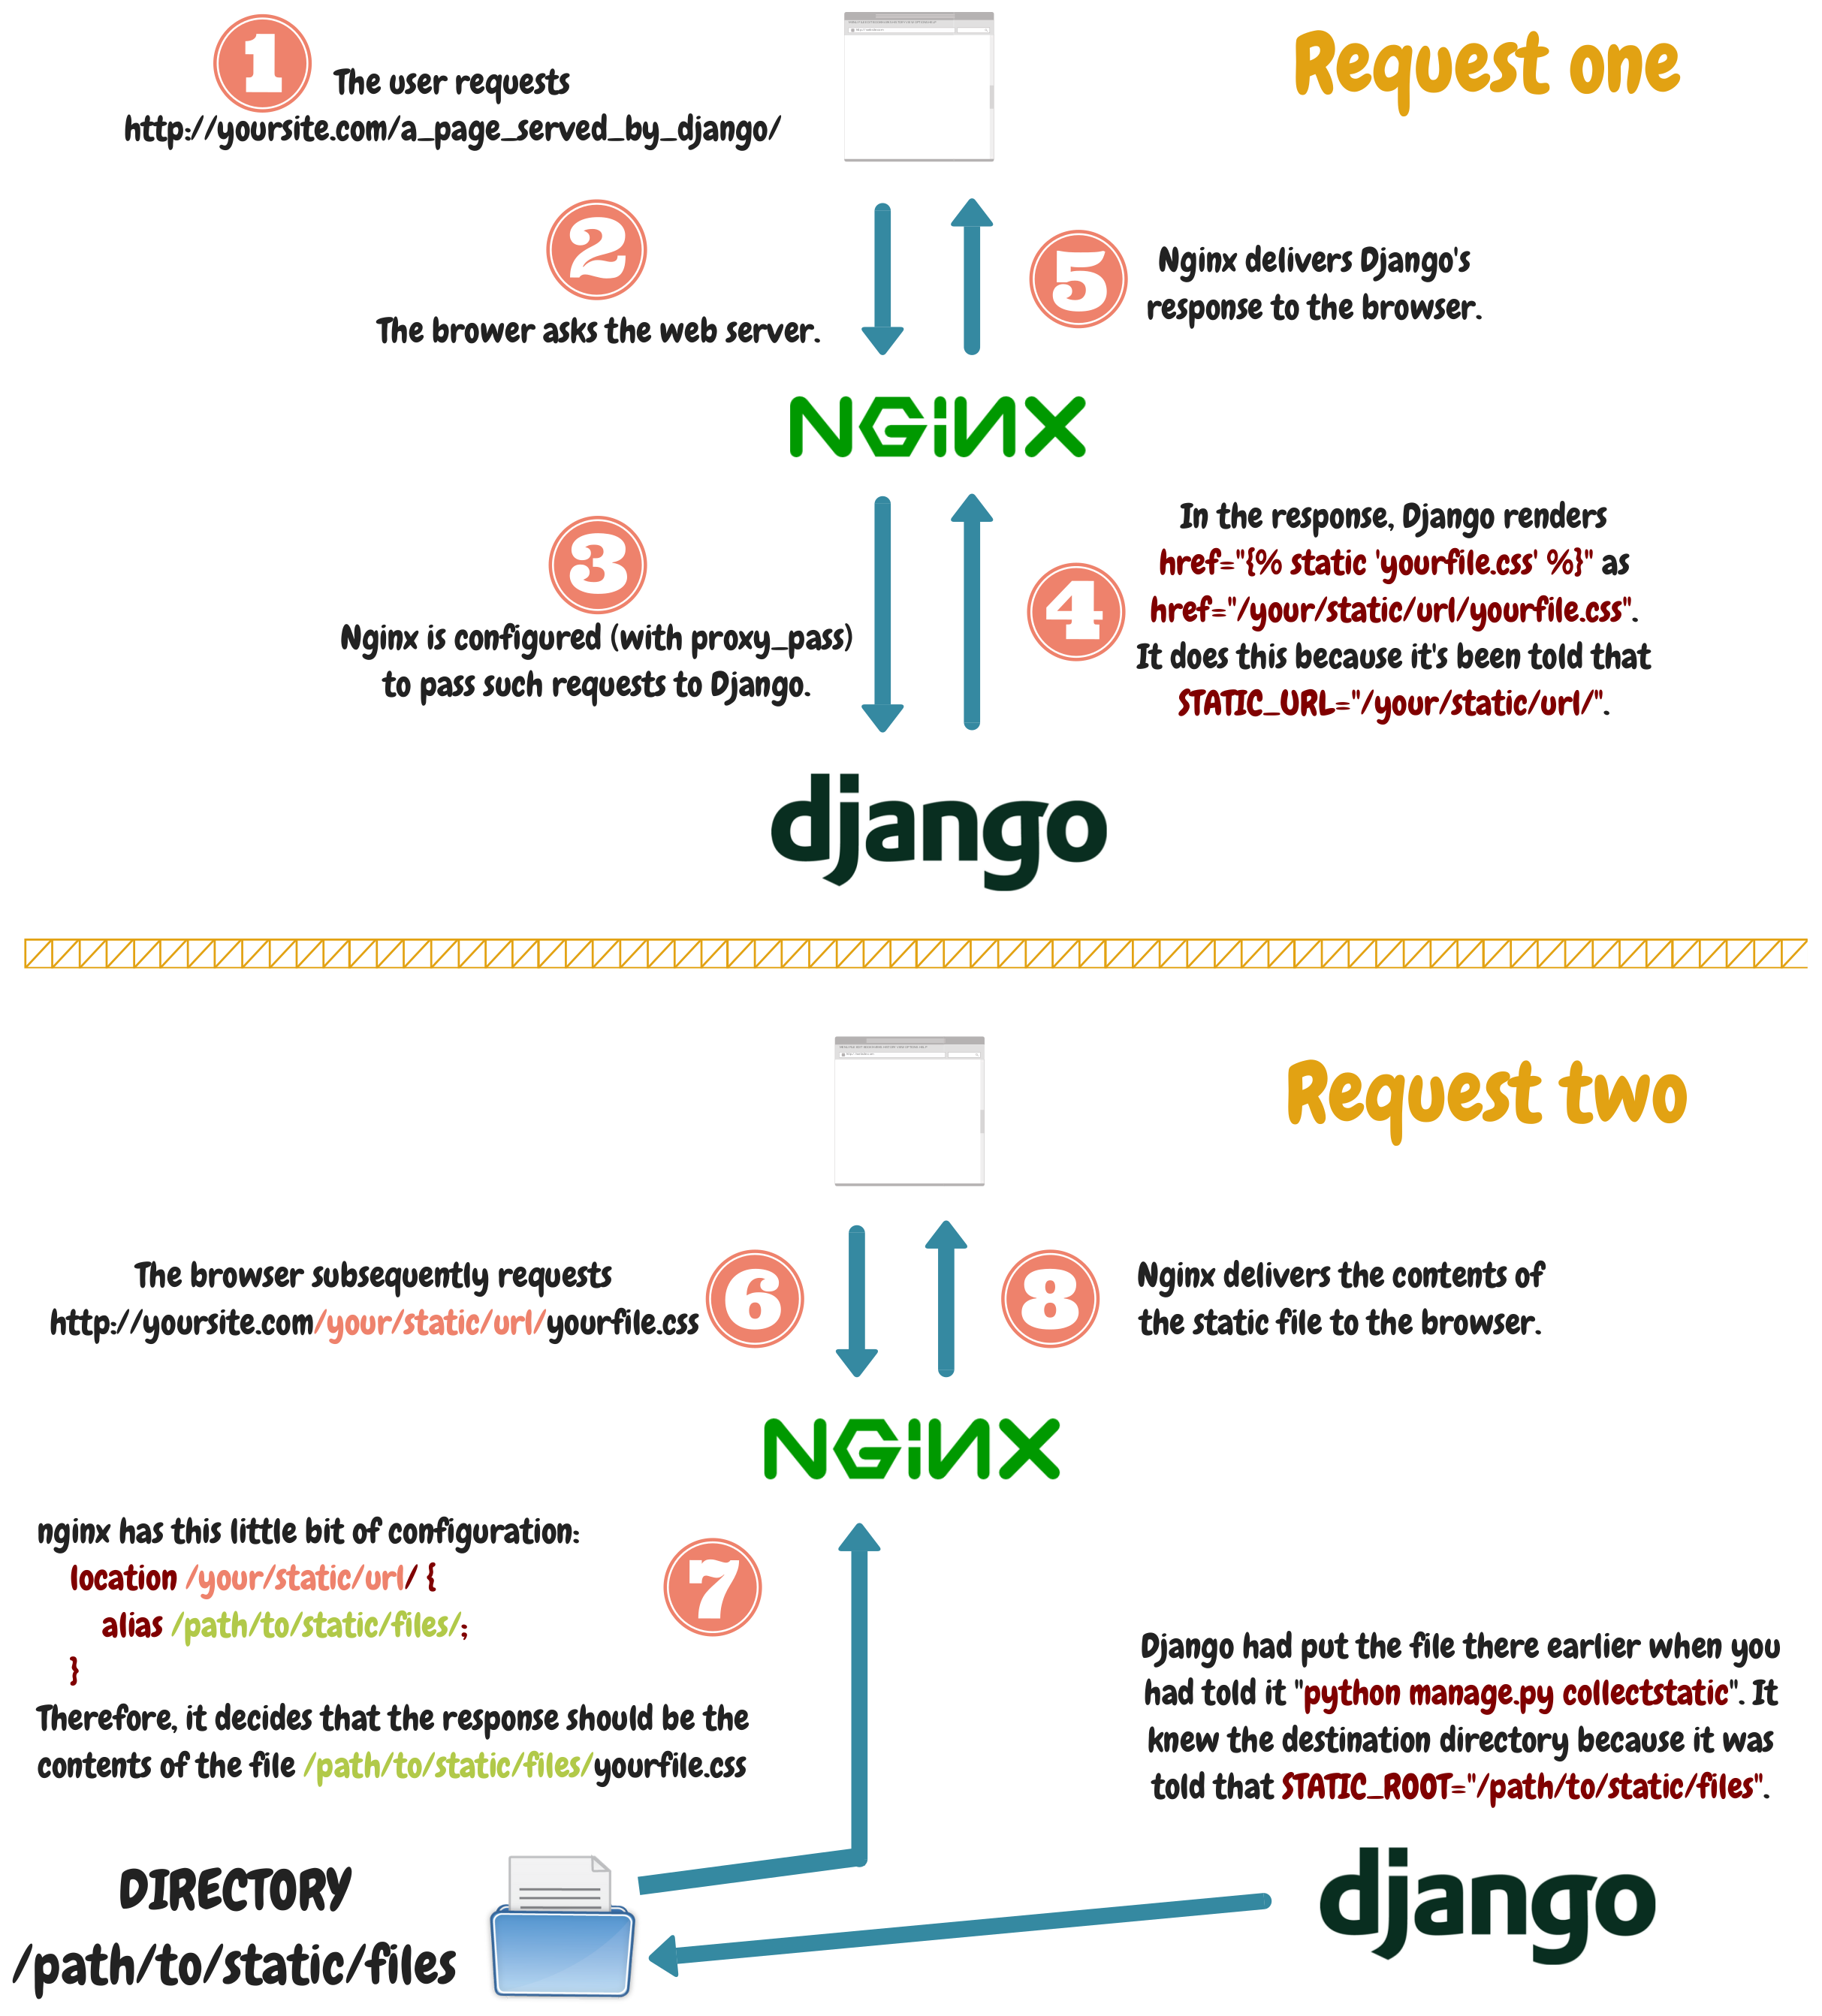 1
The user requests
http://yoursite.com/a_page_served_by_django/
Request one
2
The brower asks the web server.
5
Nginx delivers Django's
response to the browser.
NGiNX
3
Nginx is configured (with proxy_pass)
to pass such requests to Django.
4
In the response, Django renders
href="{% static 'yourfile.css' %}" as
href="/your/static/url/yourfile.css".
It does this because it's been told that
STATIC_URL="/your/static/url/".
django
Request two
The browser subsequently requests
http://yoursite.com/your/static/url/yourfile.css
6
8
Nginx delivers the contents of
the static file to the browser.
NGiNX
nginx has this little bit of configuration:
location /your/static/url/ {
alias /path/to/static/files/;
}
Therefore, it decides that the response should be the
contents of the file /path/to/static/files/yourfile.css
7
Django had put the file there earlier when you
had told it "python manage.py collectstatic". It
knew the destination directory because it was
told that STATIC_ROOT="/path/to/static/files".
DIRECTORY
/path/to/static/files
django